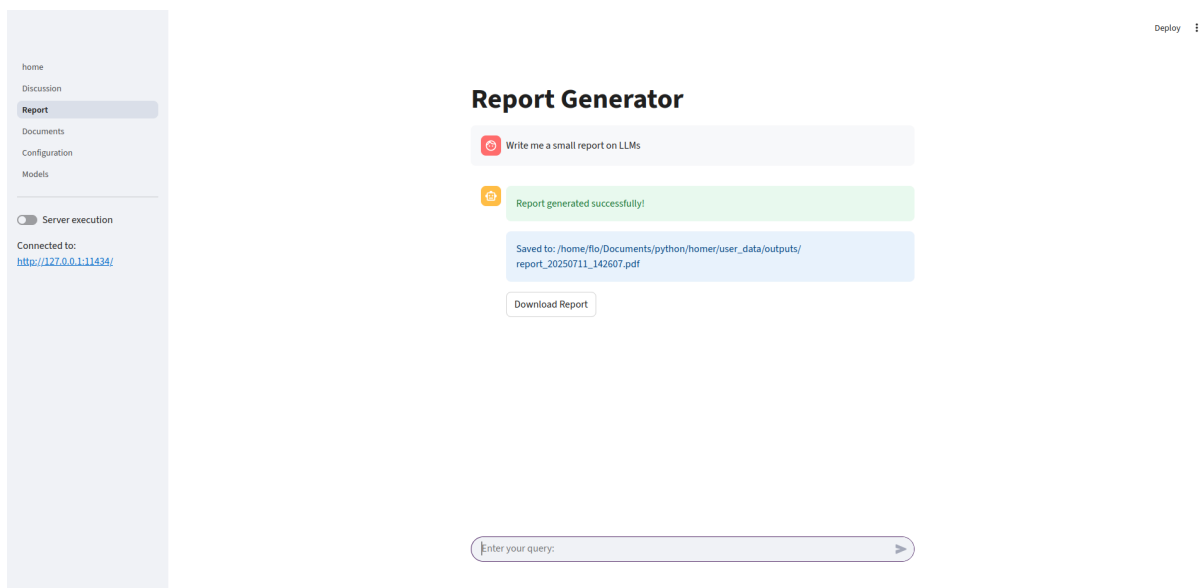 Deploy
home
Discussion
Report
Documents
Configuration
Models
Server execution
Connected to:
http://127.0.0.1:11434/
Report Generator
Write me a small report on LLMs
Report generated successfully!
Saved to: /home/flo/Documents/python/homer/user_data/outputs/
report_20250711_142607.pdf
Download Report
Enter your query: